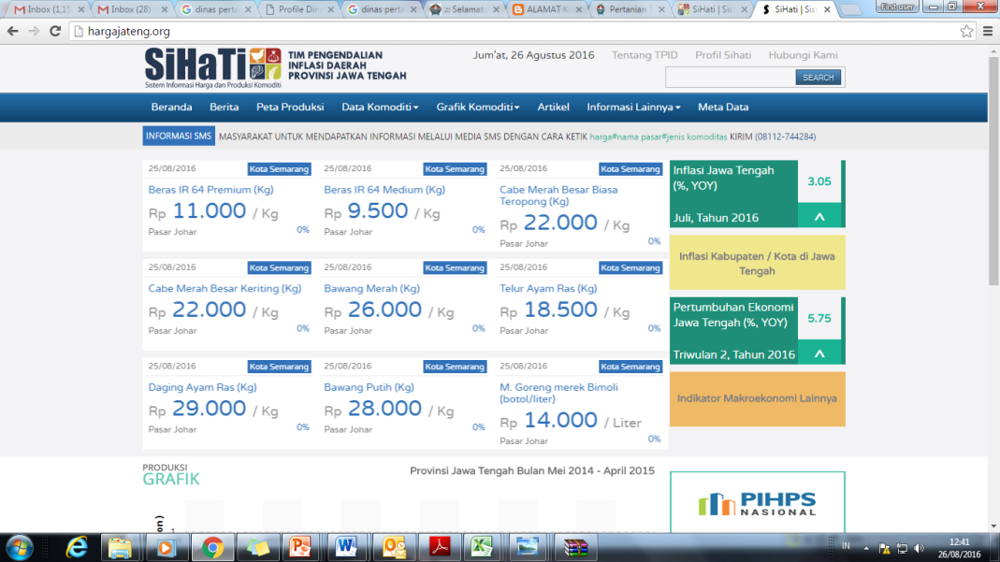 Inbox (1,15
Inbox (28)
dinas perta
Profile Din
dinas perta
:: Selamat
ALAMAT K
Pertanian
SiHati | Sis
SiHati | Sist
First user
hargajateng.org
SiHaTi
Sistem Informasi Harga dan Produksi Komoditi
TIM PENGENDALIAN
INFLASI DAERAH
PROVINSI JAWA TENGAH
Jum'at, 26 Agustus 2016
Tentang TPID
Profil Sihati
Hubungi Kami
SEARCH
Beranda
Berita
Peta Produksi
Data Komoditi
Grafik Komoditi
Artikel
Informasi Lainnya
Meta Data
INFORMASI SMS MASYARAKAT UNTUK MENDAPATKAN INFORMASI MELALUI MEDIA SMS DENGAN CARA KETIK harga#nama pasar#jenis komoditas KIRIM (08112-744284)
25/08/2016 Kota Semarang
Beras IR 64 Premium (Kg)
Rp 11.000 / Kg
0%
Pasar Johar
25/08/2016 Kota Semarang
Beras IR 64 Medium (Kg)
Rp 9.500 / Kg
0%
Pasar Johar
25/08/2016 Kota Semarang
Cabe Merah Besar Biasa
Teropong (Kg)
Rp 22.000 / Kg
0%
Pasar Johar
25/08/2016 Kota Semarang
Cabe Merah Besar Keriting (Kg)
Rp 22.000 / Kg
0%
Pasar Johar
25/08/2016 Kota Semarang
Bawang Merah (Kg)
Rp 26.000 / Kg
0%
Pasar Johar
25/08/2016 Kota Semarang
Telur Ayam Ras (Kg)
Rp 18.500 / Kg
0%
Pasar Johar
25/08/2016 Kota Semarang
Daging Ayam Ras (Kg)
Rp 29.000 / Kg
0%
Pasar Johar
25/08/2016 Kota Semarang
Bawang Putih (Kg)
Rp 28.000 / Kg
0%
Pasar Johar
25/08/2016 Kota Semarang
M. Goreng merek Bimoli
(botol/liter)
Rp 14.000 / Liter
0%
Pasar Johar
Inflasi Jawa Tengah
(%, YOY)
3.05
Juli, Tahun 2016
Inflasi Kabupaten / Kota di Jawa
Tengah
Pertumbuhan Ekonomi
Jawa Tengah (%, YOY)
5.75
Triwulan 2, Tahun 2016
Indikator Makroekonomi Lainnya
PRODUKSI
GRAFIK
Provinsi Jawa Tengah Bulan Mei 2014 - April 2015
on)
1
PIHPS
NASIONAL
IN
12:41
26/08/2016